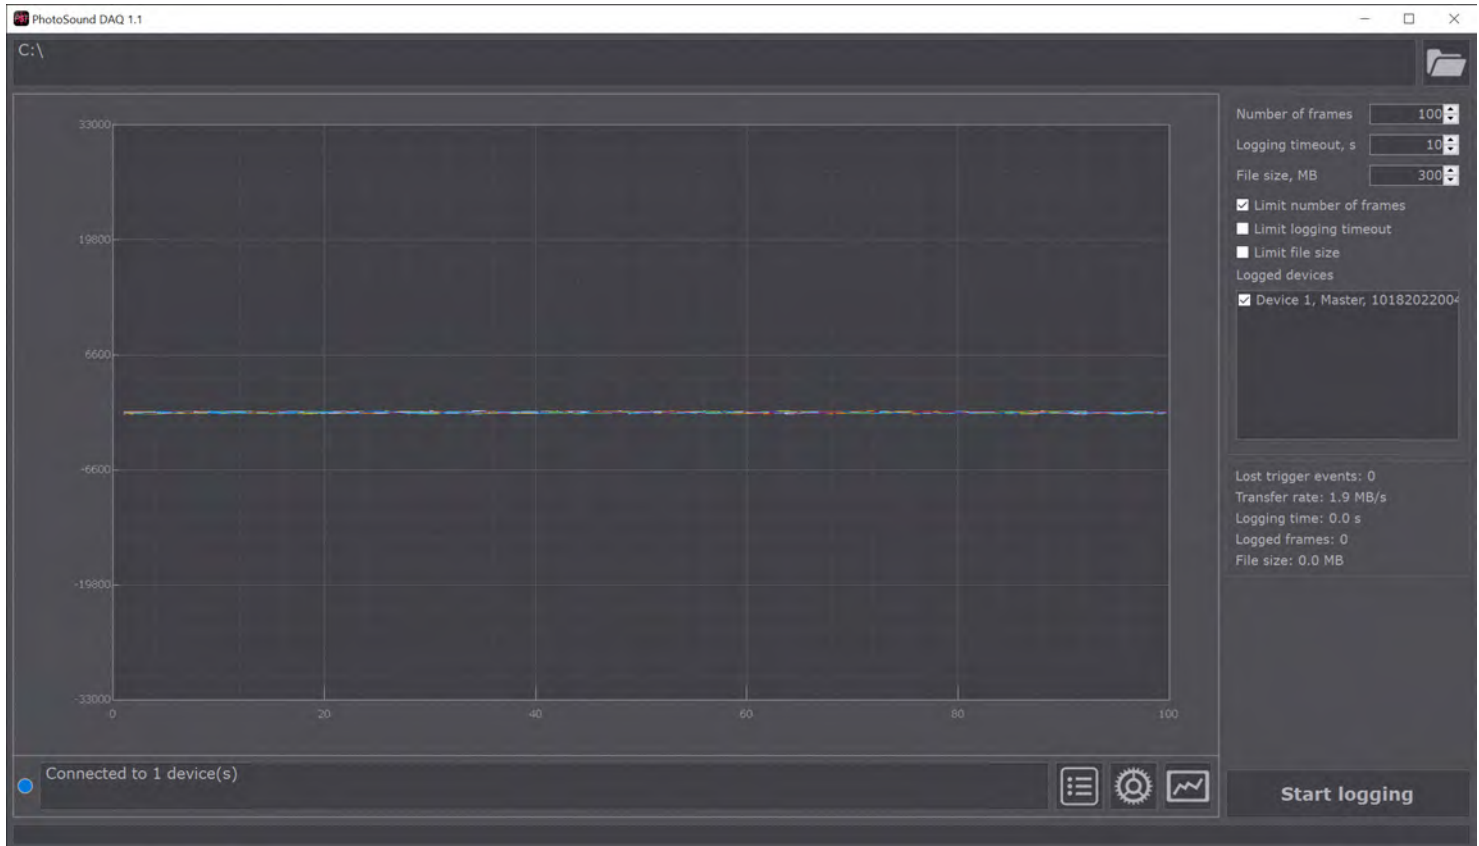 PST PhotoSound DAQ 1.1
C:\
33000
19800
6600
-6600
-19800
-33000
0 20 40 60 80 100
Number of frames 100
Logging timeout, s 10
File size, MB 300
Limit number of frames
Limit logging timeout
Limit file size
Logged devices
Device 1, Master, 10182022004
Lost trigger events: 0
Transfer rate: 1.9 MB/s
Logging time: 0.0 s
Logged frames: 0
File size: 0.0 MB
Connected to 1 device(s)
Start logging